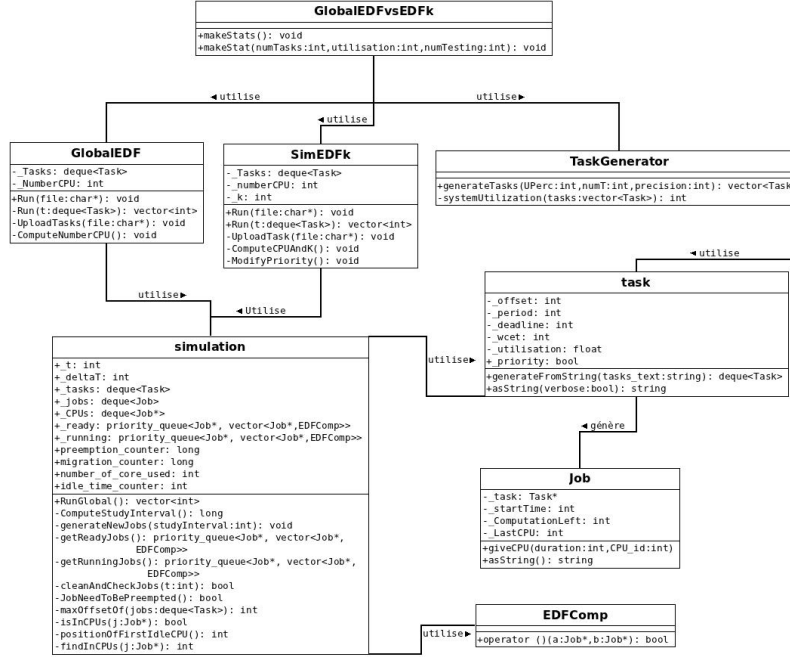 GlobalEDFvsEDFk
+makeStats(): void
+makeStat(numTasks:int,utilisation:int,numTesting:int): void
◄ utilise
utilise ►
◄ utilise
GlobalEDF
-_Tasks: deque<Task>
-_NumberCPU: int
+Run(file:char*): void
-Run(t:deque<Task>): vector<int>
-UploadTasks(file:char*): void
-ComputeNumberCPU(): void
SimEDFk
-_Tasks: deque<Task>
-_numberCPU: int
-_k: int
+Run(file:char*): void
+Run(t:deque<Task>): vector<int>
-UploadTask(file:char*): void
-ComputeCPUAndK(): void
-ModifyPriority(): void
TaskGenerator
+generateTasks(UPerc:int,numT:int,precision:int): vector<Task
-systemUtilization(tasks:vector<Task>): int
◄ utilise
utilise►
◄ Utilise
task
-_offset: int
-_period: int
-_deadline: int
-_wcet: int
-_utilisation: float
+_priority: bool
+generateFromString(tasks_text:string): deque<Task>
+asString(verbose:bool): string
simulation
+_t: int
+_deltaT: int
+_tasks: deque<Task>
+_jobs: deque<Job>
+_CPUs: deque<Job*>
+_ready: priority_queue<Job*, vector<Job*,EDFComp>>
+_running: priority_queue<Job*, vector<Job*,EDFComp>>
+preemption_counter: long
+migration_counter: long
+number_of_core_used: int
+idle_time_counter: int
+RunGlobal(): vector<int>
-ComputeStudyInterval(): long
-generateNewJobs(studyInterval:int): void
-getReadyJobs(): priority_queue<Job*, vector<Job*,
EDFComp>>
-getRunningJobs(): priority_queue<Job*, vector<Job*,
EDFComp>>
-cleanAndCheckJobs(t:int): bool
-JobNeedToBePreempted(): bool
-maxOffsetOf(jobs:deque<Task>): int
-isInCPUs(j:Job*): bool
-positionOfFirstIdleCPU(): int
-findInCPUs(j:Job*): int
utilise►
◄ génère
Job
-_task: Task*
-_startTime: int
-_ComputationLeft: int
-_LastCPU: int
+giveCPU(duration:int,CPU_id:int)
+asString(): string
utilise►
EDFComp
+operator ()(a:Job*,b:Job*): bool